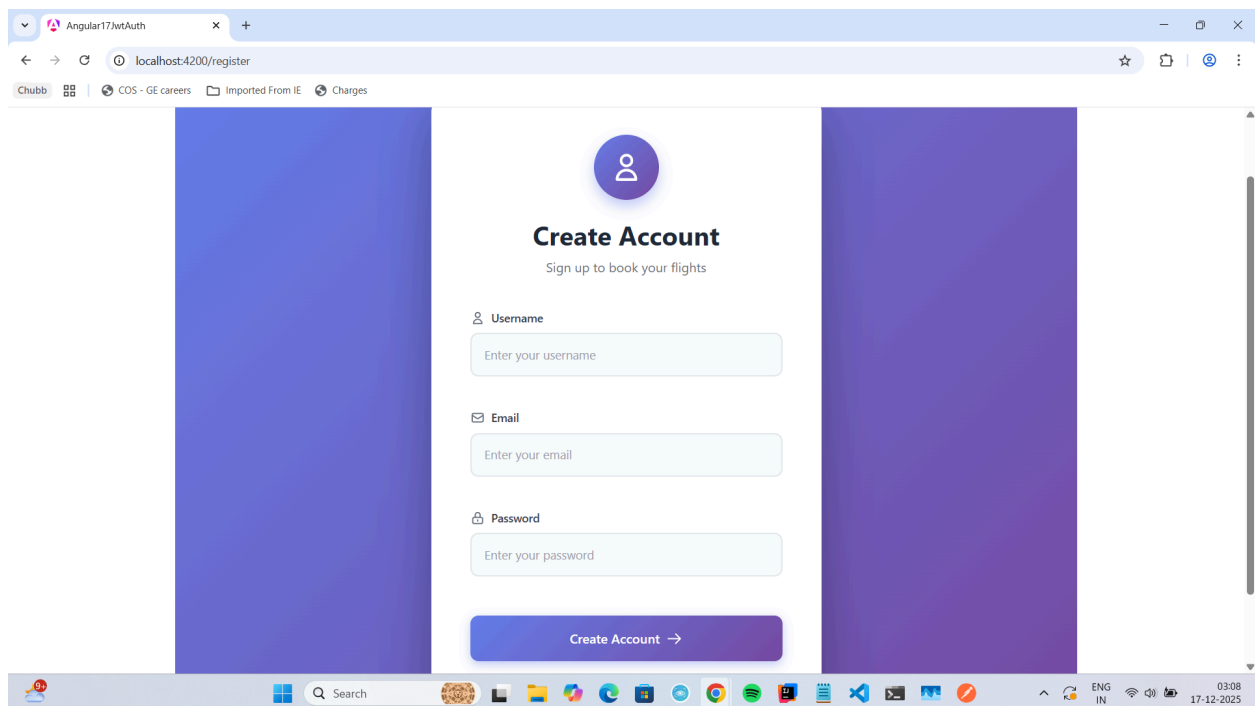 Angular17JwtAuth
localhost:4200/register
Chubb COS - GE careers Imported From IE Charges
Create Account
Sign up to book your flights
Username
Enter your username
Email
Enter your email
Password
Enter your password
Create Account →
9+
Search
ENG
IN
03:08
17-12-2025